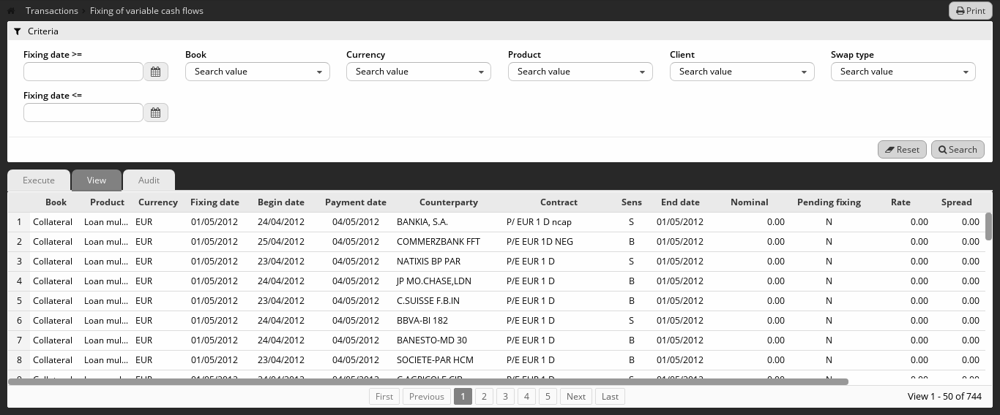 Transactions › Fixing of variable cash flows
Print
Criteria
Fixing date >= Book Currency Product Client Swap type
Search value Search value Search value Search value Search value
Fixing date <=
Reset Search
Execute View Audit
Book Product Currency Fixing date Begin date Payment date Counterparty Contract Sens End date Nominal Pending fixing Rate Spread
1 Collateral Loan mul... EUR 01/05/2012 24/04/2012 04/05/2012 BANKIA, S.A. P/ EUR 1 D ncap S 01/05/2012 0.00 N 0.00 0.00
2 Collateral Loan mul... EUR 01/05/2012 25/04/2012 04/05/2012 COMMERZBANK FFT P/E EUR 1D NEG B 01/05/2012 0.00 N 0.00 0.00
3 Collateral Loan mul... EUR 01/05/2012 23/04/2012 04/05/2012 NATIXIS BP PAR P/E EUR 1 D S 01/05/2012 0.00 N 0.00 0.00
4 Collateral Loan mul... EUR 01/05/2012 24/04/2012 04/05/2012 JP MO.CHASE,LDN P/E EUR 1 D B 01/05/2012 0.00 N 0.00 0.00
5 Collateral Loan mul... EUR 01/05/2012 23/04/2012 04/05/2012 C.SUISSE F.B.IN P/E EUR 1 D B 01/05/2012 0.00 N 0.00 0.00
6 Collateral Loan mul... EUR 01/05/2012 24/04/2012 04/05/2012 BBVA-BI 182 P/E EUR 1 D S 01/05/2012 0.00 N 0.00 0.00
7 Collateral Loan mul... EUR 01/05/2012 24/04/2012 04/05/2012 BANESTO-MD 30 P/E EUR 1 D B 01/05/2012 0.00 N 0.00 0.00
8 Collateral Loan mul... EUR 01/05/2012 23/04/2012 04/05/2012 SOCIETE-PAR HCM P/E EUR 1 D B 01/05/2012 0.00 N 0.00 0.00
First Previous 1 2 3 4 5 Next Last View 1 - 50 of 744